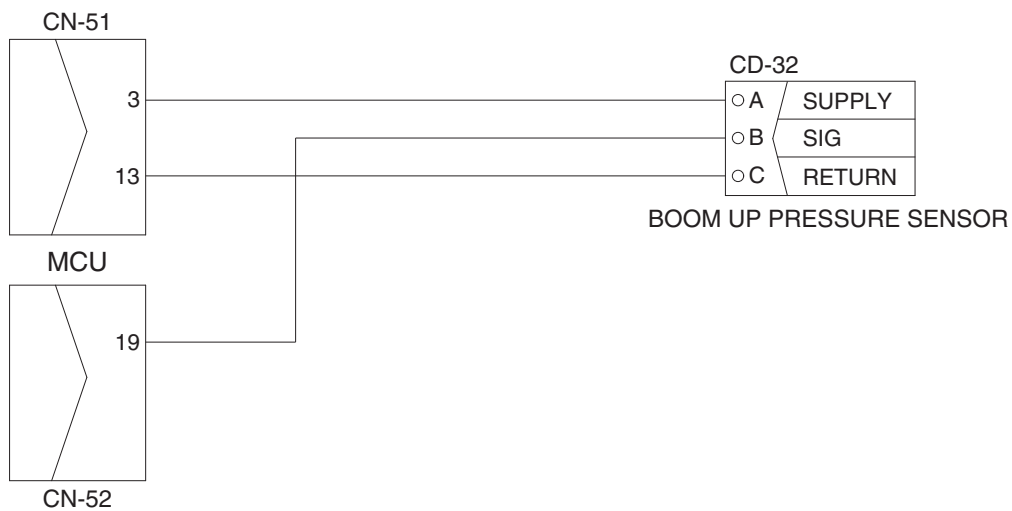 CN-51
3
13
MCU
19
CN-52
CD-32
A SUPPLY
B SIG
C RETURN
BOOM UP PRESSURE SENSOR